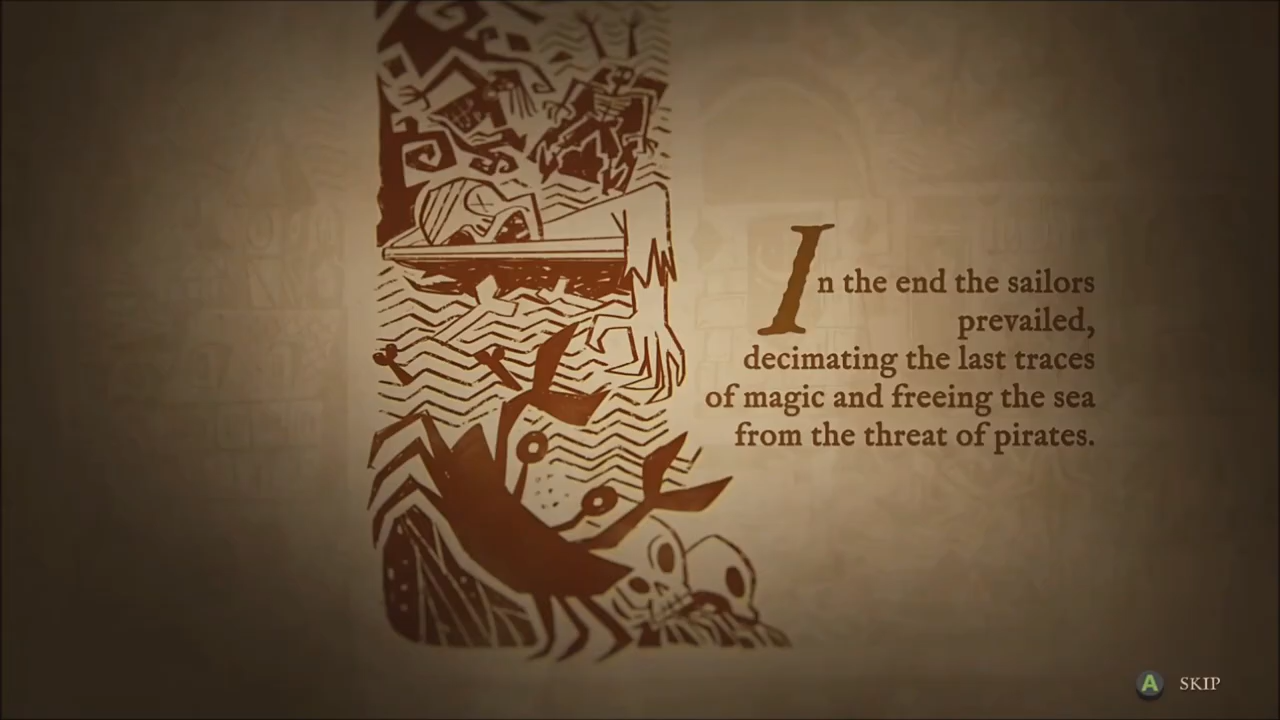 In the end the sailors
prevailed,
decimating the last traces
of magic and freeing the sea
from the threat of pirates.
A SKIP